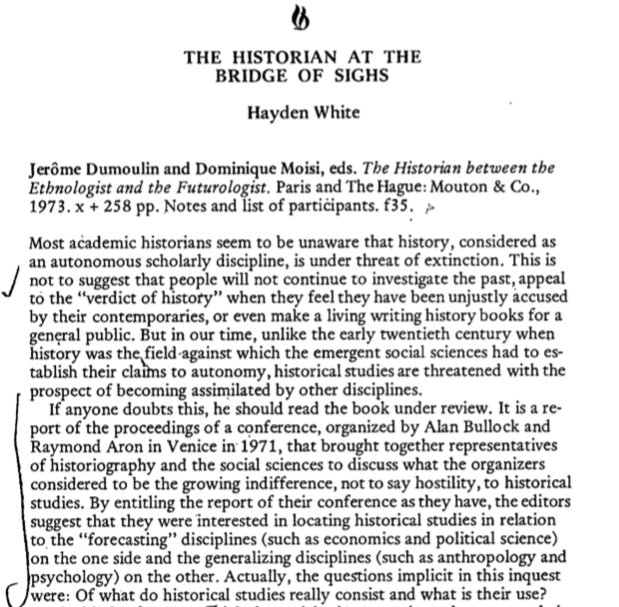 THE HISTORIAN AT THE
BRIDGE OF SIGHS
Hayden White
Jerôme Dumoulin and Dominique Moisi, eds. The Historian between the
Ethnologist and the Futurologist. Paris and The Hague: Mouton & Co.,
1973. x + 258 pp. Notes and list of participants. f35.
Most academic historians seem to be unaware that history, considered as
an autonomous scholarly discipline, is under threat of extinction. This is
not to suggest that people will not continue to investigate the past, appeal
to the “verdict of history” when they feel they have been unjustly accused
by their contemporaries, or even make a living writing history books for a
general public. But in our time, unlike the early twentieth century when
history was the field against which the emergent social sciences had to es-
tablish their claims to autonomy, historical studies are threatened with the
prospect of becoming assimilated by other disciplines.
If anyone doubts this, he should read the book under review. It is a re-
port of the proceedings of a conference, organized by Alan Bullock and
Raymond Aron in Venice in 1971, that brought together representatives
of historiography and the social sciences to discuss what the organizers
considered to be the growing indifference, not to say hostility, to historical
studies. By entitling the report of their conference as they have, the editors
suggest that they were interested in locating historical studies in relation
to the “forecasting” disciplines (such as economics and political science)
on the one side and the generalizing disciplines (such as anthropology and
psychology) on the other. Actually, the questions implicit in this inquest
were: Of what do historical studies really consist and what is their use?